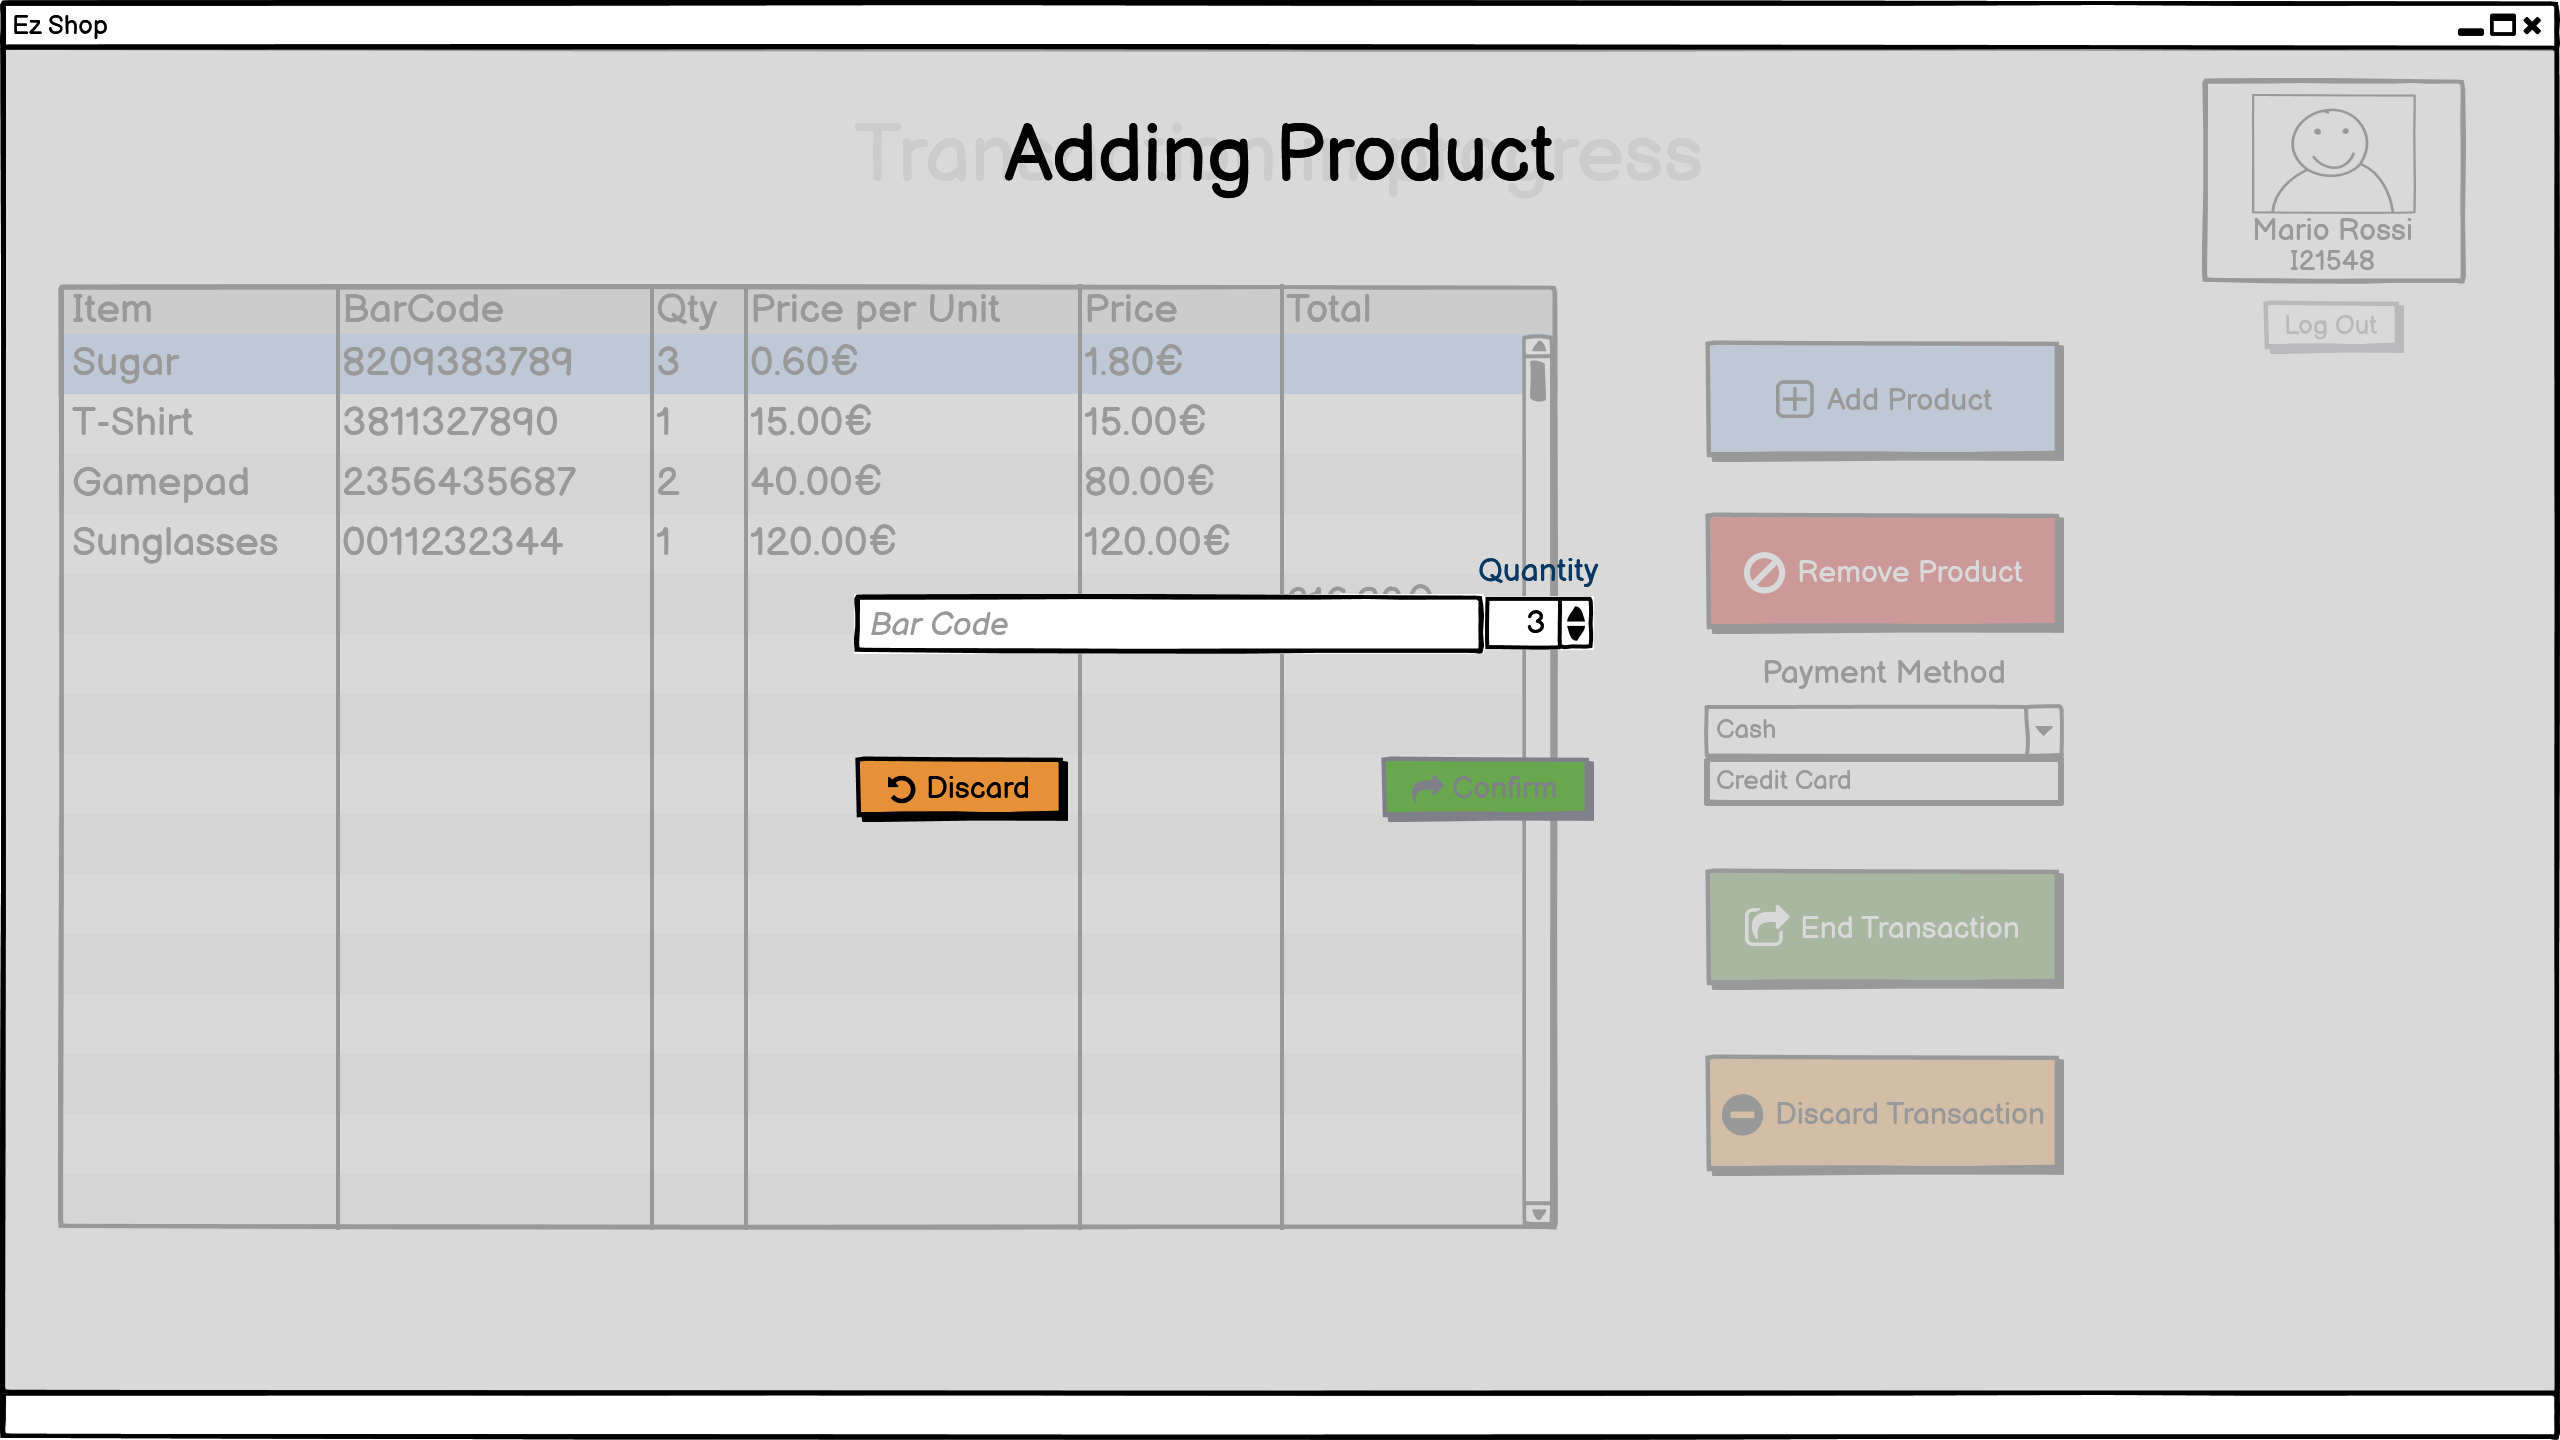 Ez Shop
Adding Product
Mario Rossi
I21548
Log Out
Item BarCode Qty Price per Unit Price Total
Sugar 8209383789 3 0.60€ 1.80€
T-Shirt 3811327890 1 15.00€ 15.00€
Gamepad 2356435687 2 40.00€ 80.00€
Sunglasses 0011232344 1 120.00€ 120.00€
Quantity
Bar Code 3
Discard Confirm
Add Product
Remove Product
Payment Method
Cash
Credit Card
End Transaction
Discard Transaction